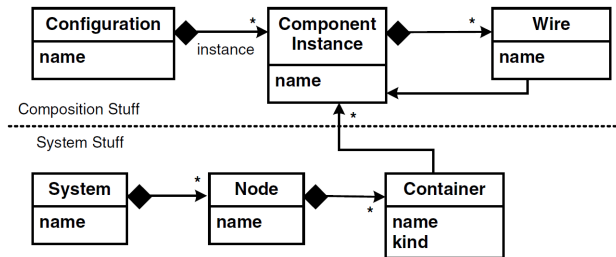 Configuration
name
*
instance
Component
Instance
name
*
Wire
name
Composition Stuff
*
System Stuff
System
name
*
Node
name
*
Container
name
kind